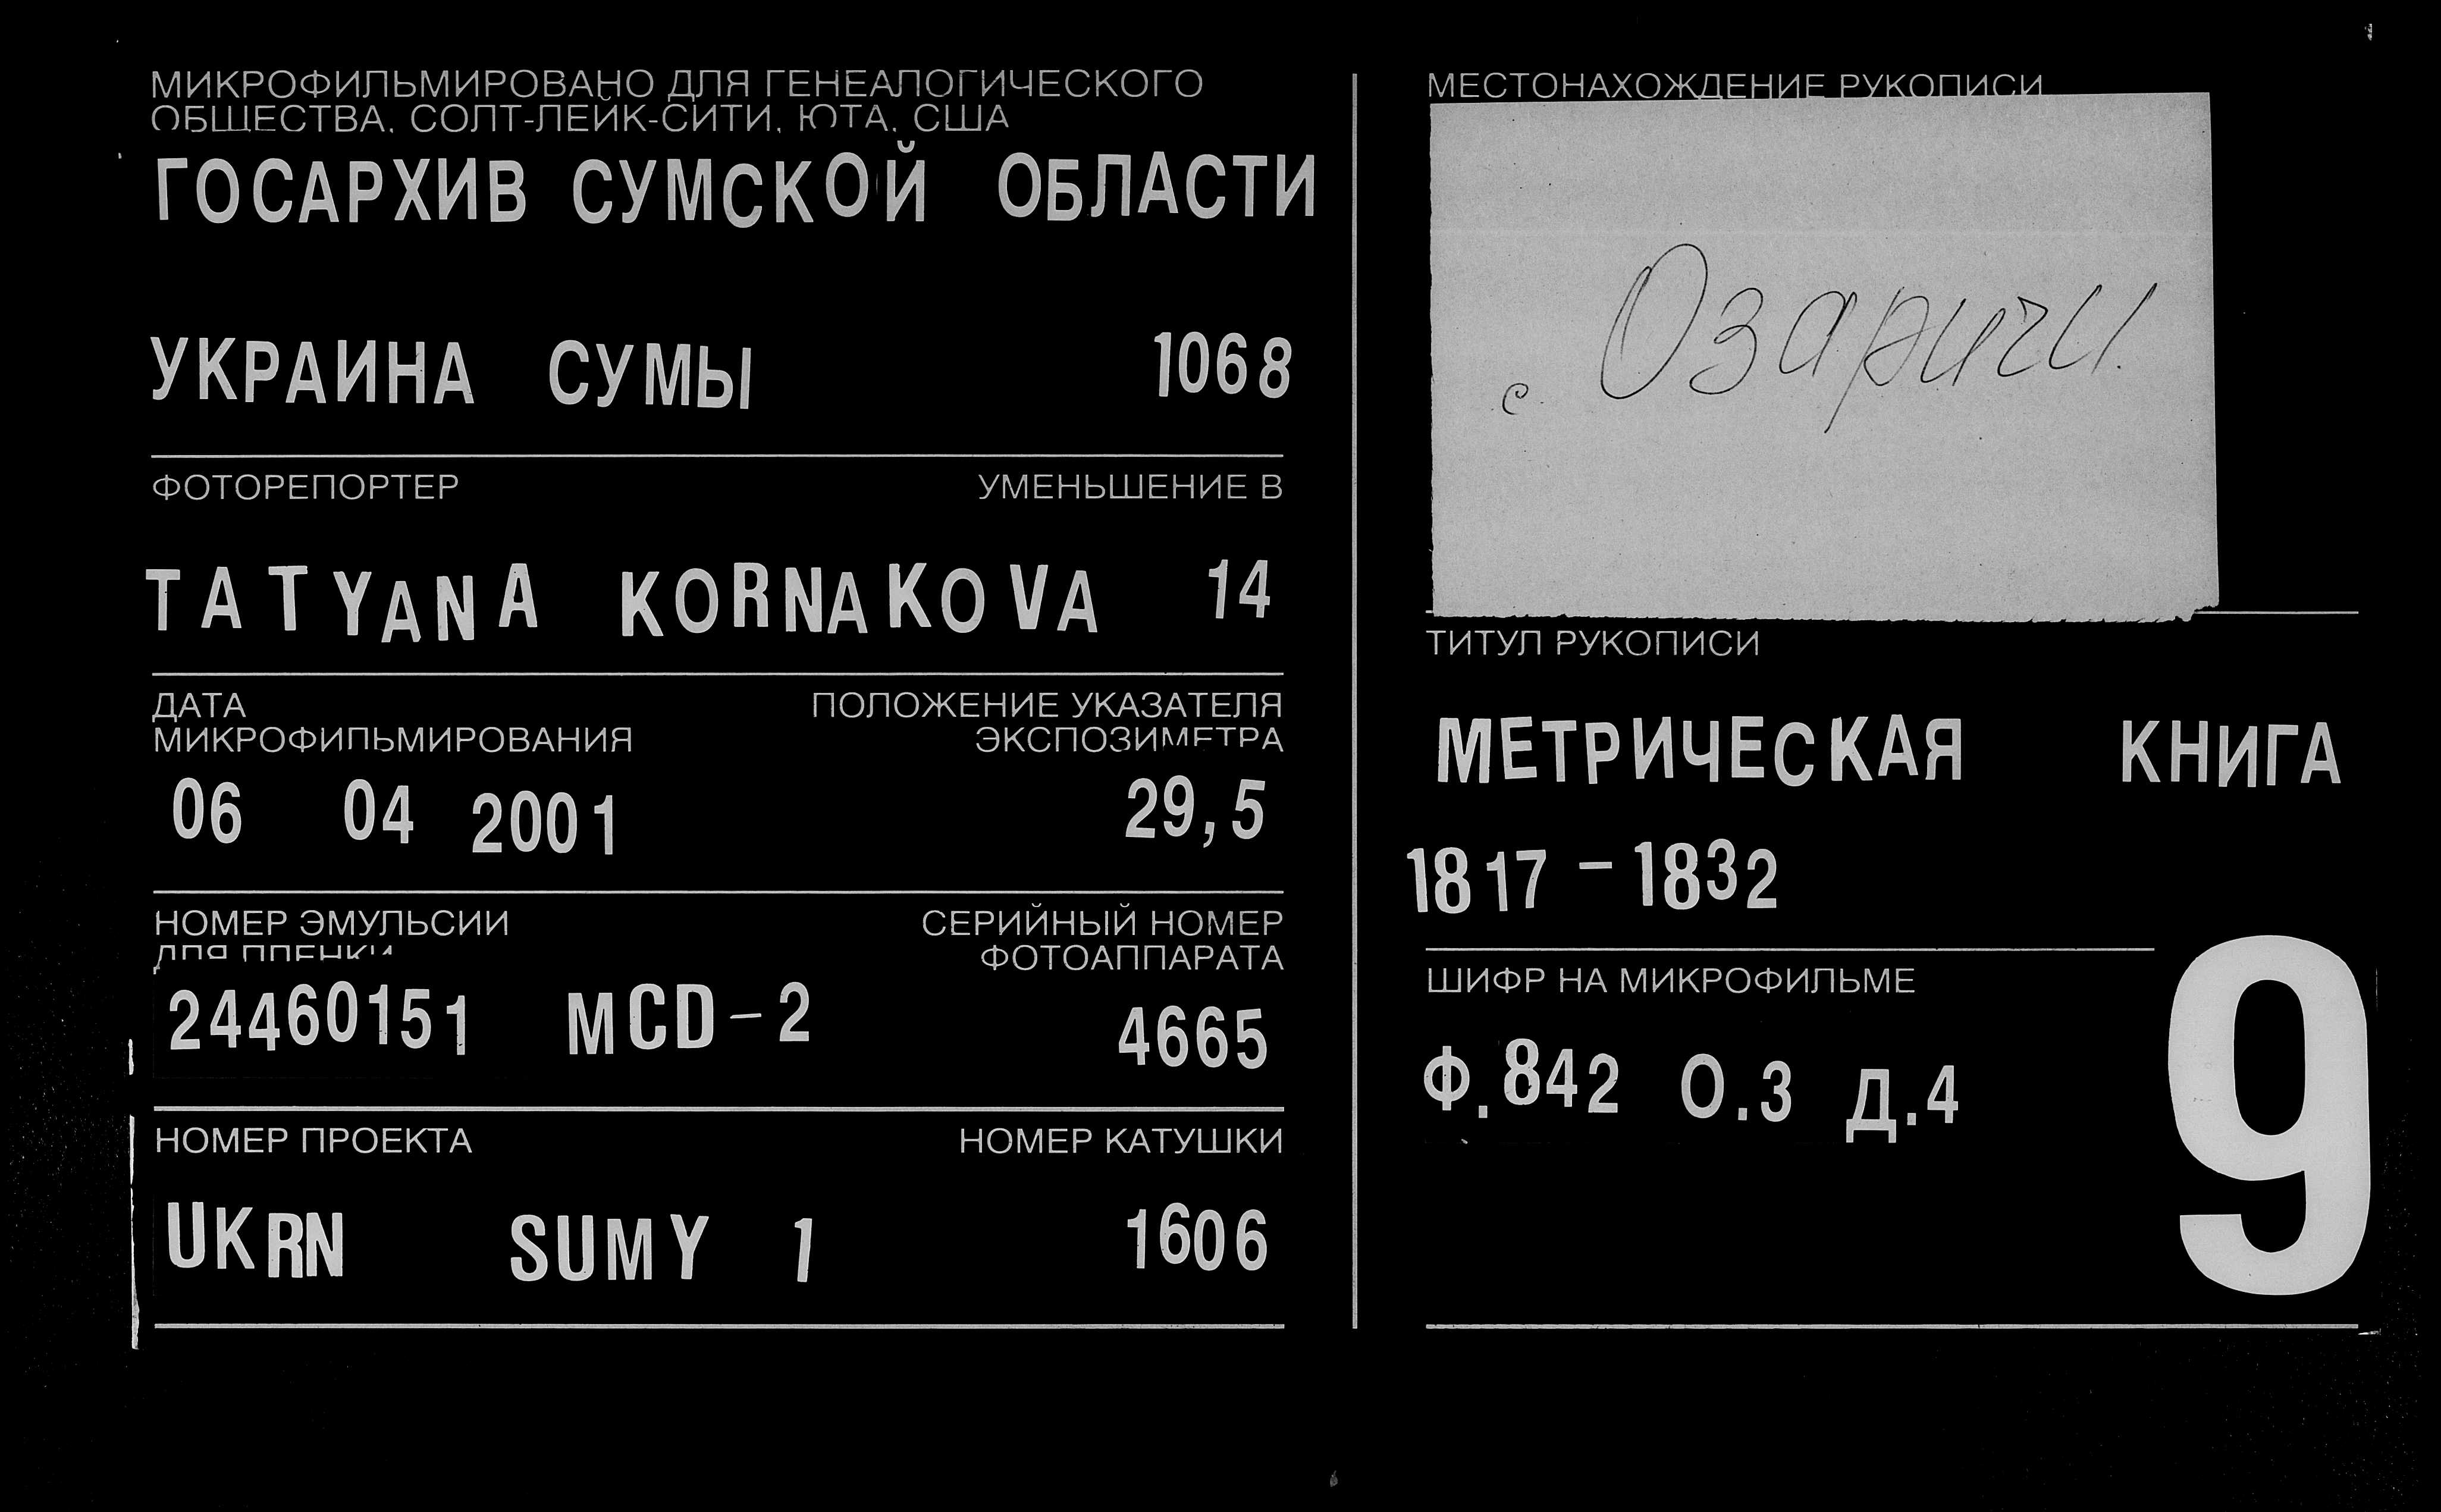 МИКРОФИЛЬМИРОВАНО ДЛЯ ГЕНЕАЛОГИЧЕСКОГО
ОБЩЕСТВА, СОЛТ-ЛЕЙК-СИТИ, ЮТА, США
ГОСАРХИВ СУМСКОЙ ОБЛАСТИ
УКРАИНА СУМЫ 1068
ФОТОРЕПОРТЕР УМЕНЬШЕНИЕ В
TATYANA KORNAKOVA 14
ДАТА ПОЛОЖЕНИЕ УКАЗАТЕЛЯ
МИКРОФИЛЬМИРОВАНИЯ ЭКСПОЗИМЕТРА
06 04 2001 29,5
НОМЕР ЭМУЛЬСИИ СЕРИЙНЫЙ НОМЕР
ДЛЯ ПЛЕНКИ ФОТОАППАРАТА
24460151 MCD-2 4665
НОМЕР ПРОЕКТА НОМЕР КАТУШКИ
UKRN SUMY 1 1606
МЕСТОНАХОЖДЕНИЕ РУКОПИСИ
с. Озаричи.
ТИТУЛ РУКОПИСИ
МЕТРИЧЕСКАЯ КНИГА
1817-1832
ШИФР НА МИКРОФИЛЬМЕ
Ф.842 О.3 Д.4
9